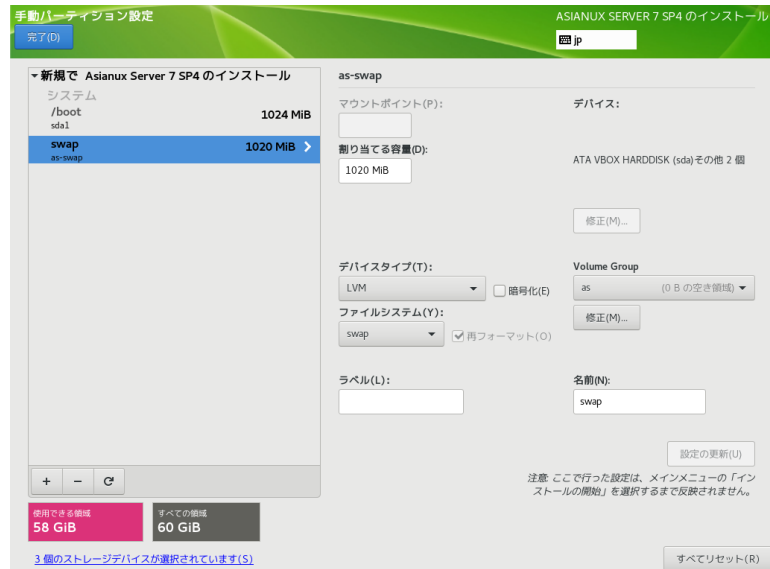 手動パーティション設定
ASIANUX SERVER 7 SP4 のインストール
完了(D)
jp
新規で Asianux Server 7 SP4 のインストール
システム
/boot
1024 MiB
sda1
swap
1020 MiB
as-swap
as-swap
マウントポイント(P):
デバイス:
割り当てる容量(D):
1020 MiB
ATA VBOX HARDDISK (sda)その他 2 個
修正(M)...
デバイスタイプ(T):
Volume Group
LVM
暗号化(E)
as (0 B の空き領域)
ファイルシステム(Y):
修正(M)...
swap
再フォーマット(O)
ラベル(L):
名前(N):
swap
設定の更新(U)
注意: ここで行った設定は、メインメニューの「イン
ストールの開始」を選択するまで反映されません。
使用できる領域
58 GiB
すべての領域
60 GiB
3 個のストレージデバイスが選択されています(S)
すべてリセット(R)